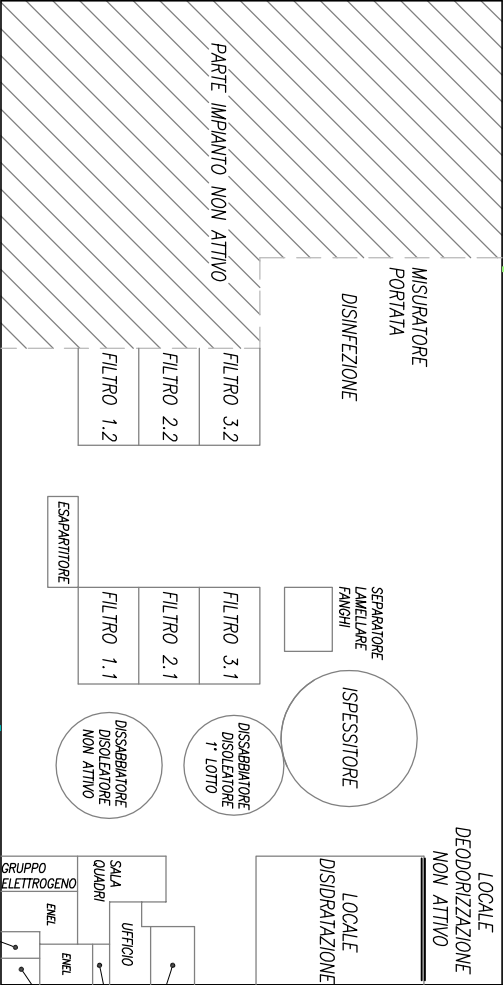 PARTE IMPIANTO NON ATTIVO
MISURATORE
PORTATA
DISINFEZIONE
FILTRO 3.2
FILTRO 2.2
FILTRO 1.2
ESAPARTITORE
FILTRO 3.1
FILTRO 2.1
FILTRO 1.1
SEPARATORE
LAMELLARE
FANGHI
ISPESSITORE
DISSABBIATORE
DISOLEATORE
1° LOTTO
DISSABBIATORE
DISOLEATORE
NON ATTIVO
LOCALE
DEODORIZZAZIONE
NON ATTIVO
LOCALE
DISIDRATAZIONE
SALA
QUADRI
UFFICIO
GRUPPO
ELETTROGENO
ENEL
ENEL